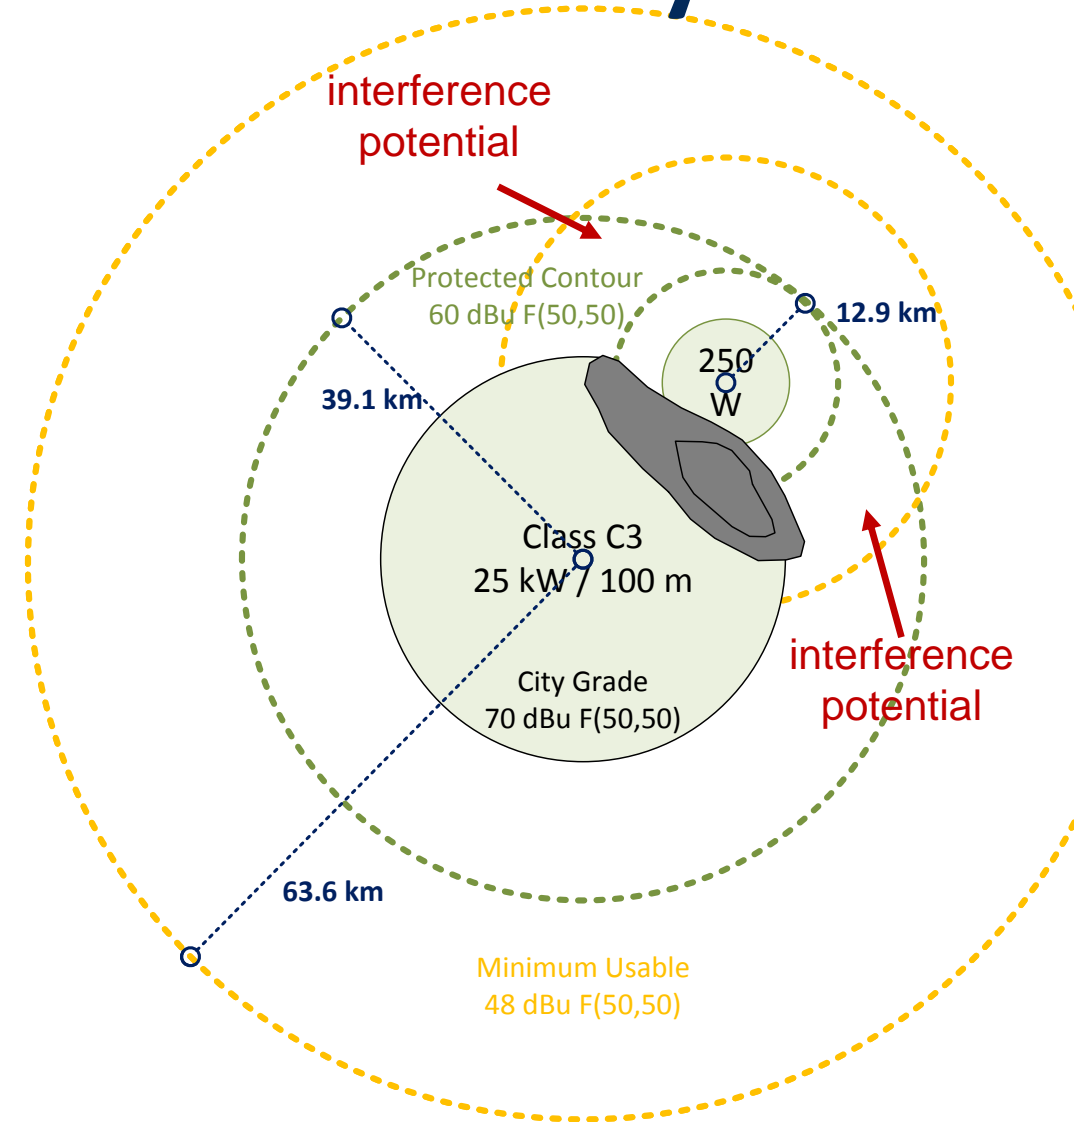 interference
potential
Protected Contour
60 dBu F(50,50)
12.9 km
250
W
39.1 km
Class C3
25 kW / 100 m
interference
potential
City Grade
70 dBu F(50,50)
63.6 km
Minimum Usable
48 dBu F(50,50)